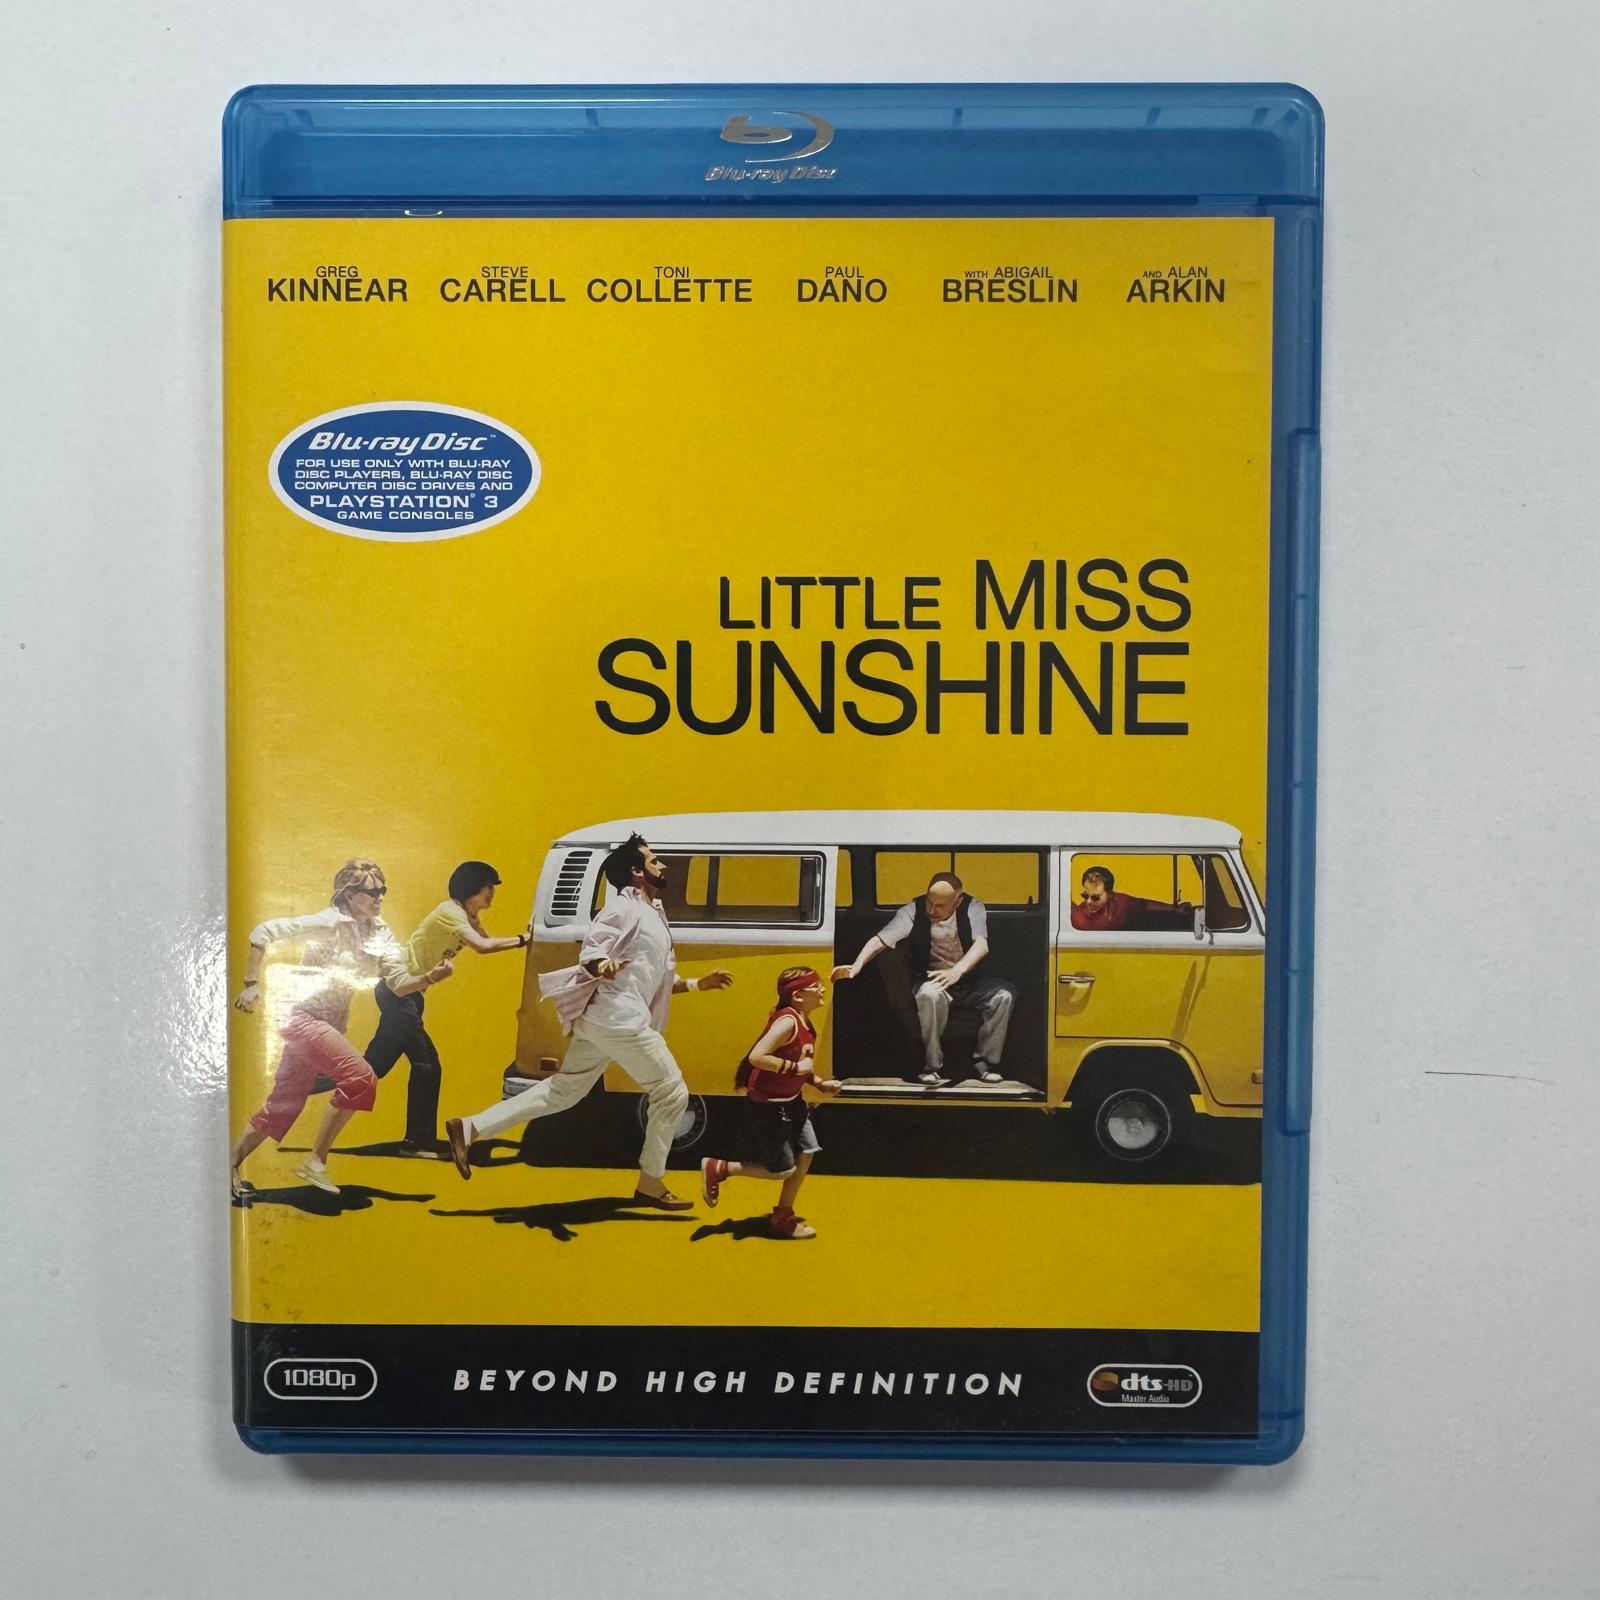 Blu-ray Disc
GREG KINNEAR STEVE CARELL TONI COLLETTE PAUL DANO WITH ABIGAIL BRESLIN AND ALAN ARKIN
Blu-ray Disc™
FOR USE ONLY WITH BLU-RAY
DISC PLAYERS, BLU-RAY DISC
COMPUTER DISC DRIVES AND
PLAYSTATION® 3
GAME CONSOLES
LITTLE MISS
SUNSHINE
1080p BEYOND HIGH DEFINITION dts-HD
Master Audio